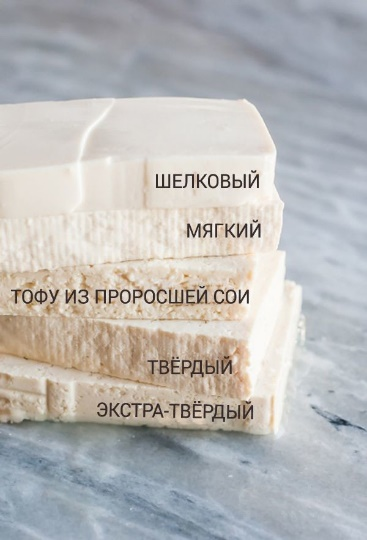 ШЕЛКОВЫЙ
МЯГКИЙ
ТОФУ ИЗ ПРОРОСШЕЙ СОИ
ТВЁРДЫЙ
ЭКСТРА-ТВЁРДЫЙ